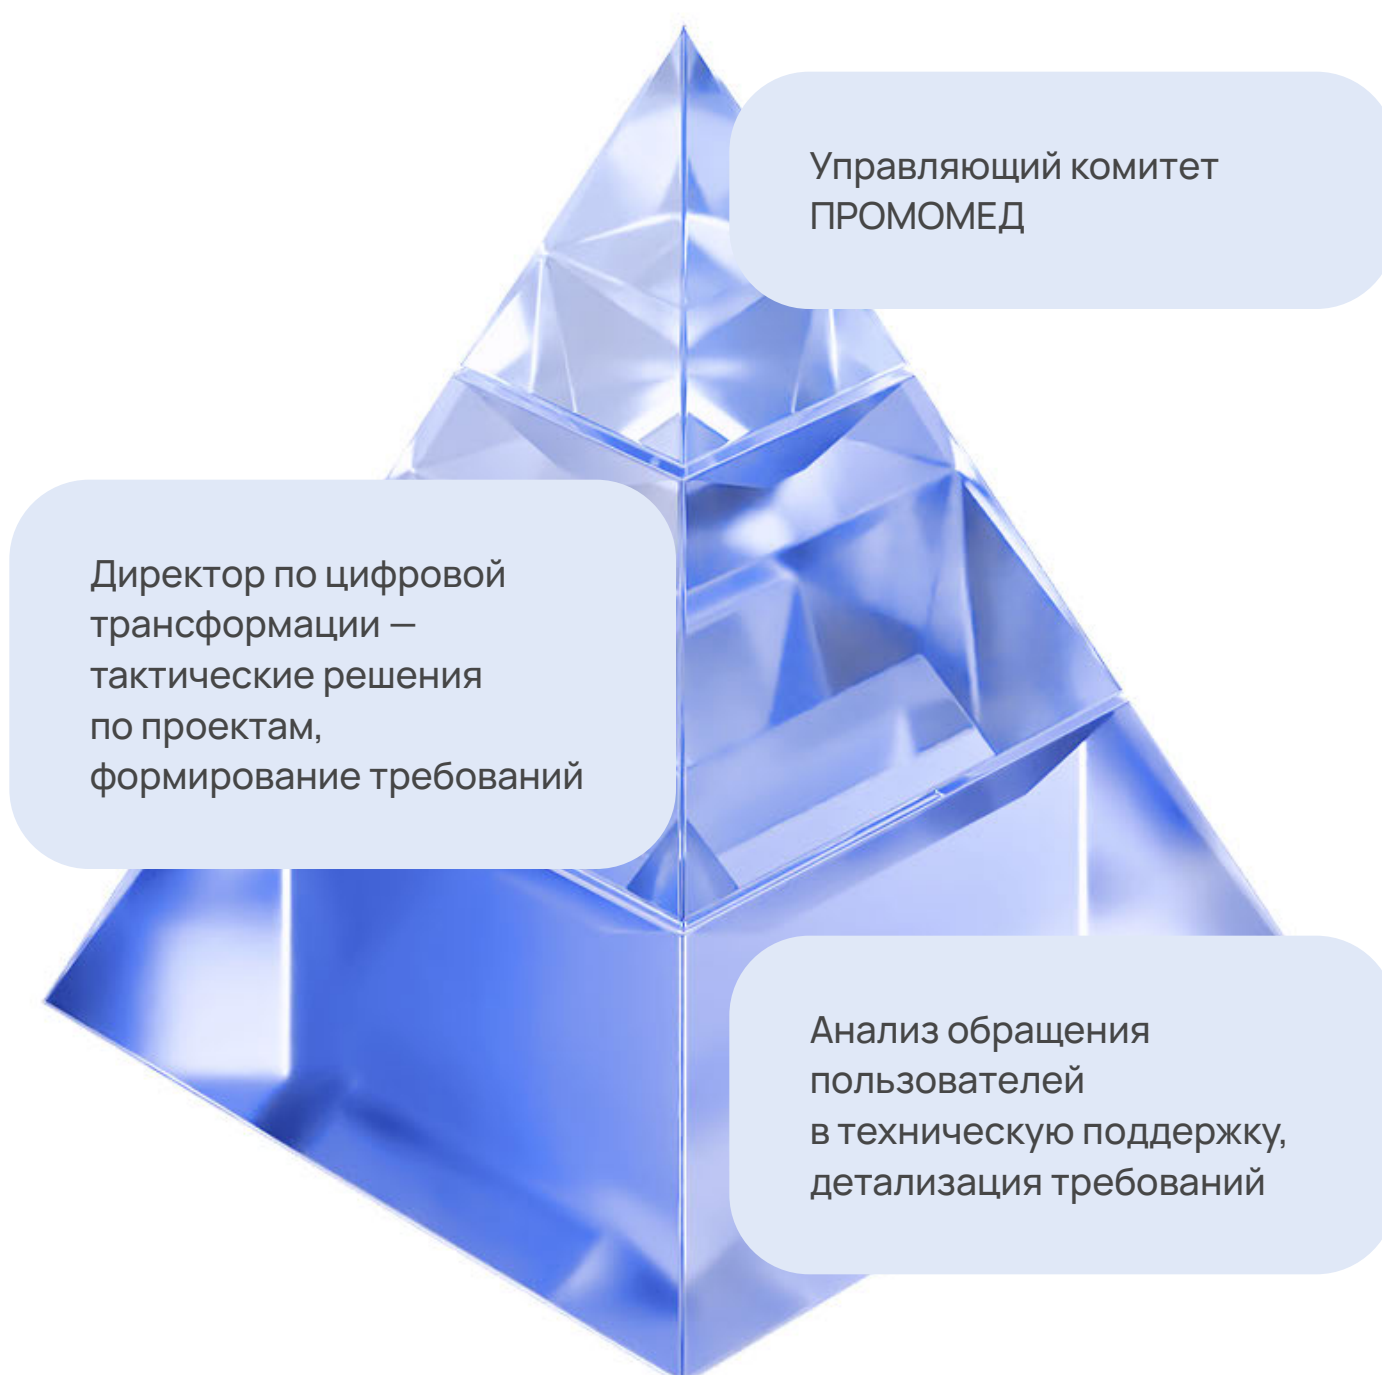 Управляющий комитет
ПРОМОМЕД
Директор по цифровой
трансформации —
тактические решения
по проектам,
формирование требований
Анализ обращения
пользователей
в техническую поддержку,
детализация требований